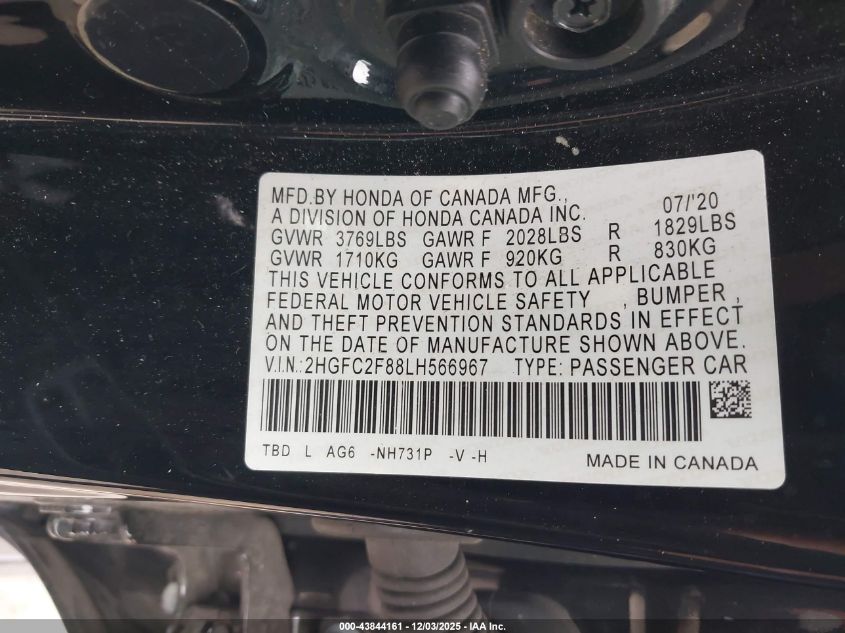 MFD.BY HONDA OF CANADA MFG.,
A DIVISION OF HONDA CANADA INC. 07/'20
GVWR 3769LBS GAWR F 2028LBS R 1829LBS
GVWR 1710KG GAWR F 920KG R 830KG
THIS VEHICLE CONFORMS TO ALL APPLICABLE
FEDERAL MOTOR VEHICLE SAFETY , BUMPER ,
AND THEFT PREVENTION STANDARDS IN EFFECT
ON THE DATE OF MANUFACTURE SHOWN ABOVE.
V.I.N.:2HGFC2F88LH566967 TYPE: PASSENGER CAR
TBD L AG6 -NH731P -V -H
MADE IN CANADA
000-43844161 - 12/03/2025 - IAA, Inc.